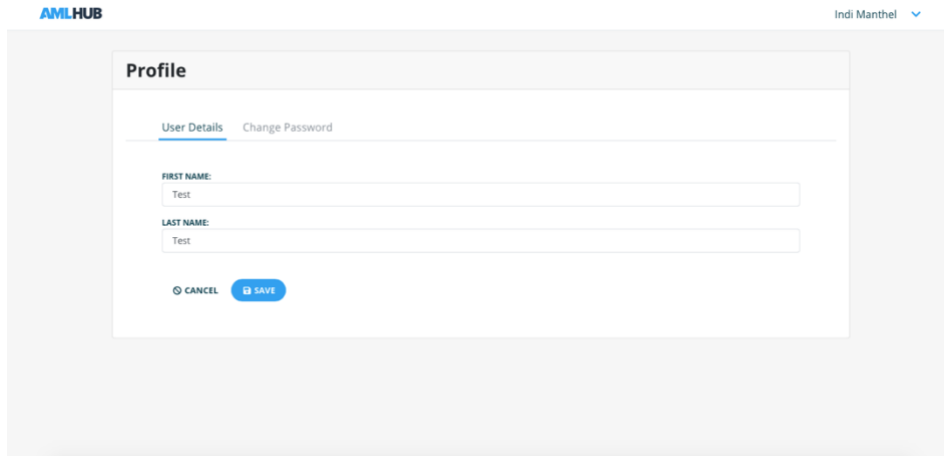 AMLHUB
Indi Manthel
Profile
User Details Change Password
FIRST NAME:
Test
LAST NAME:
Test
CANCEL SAVE